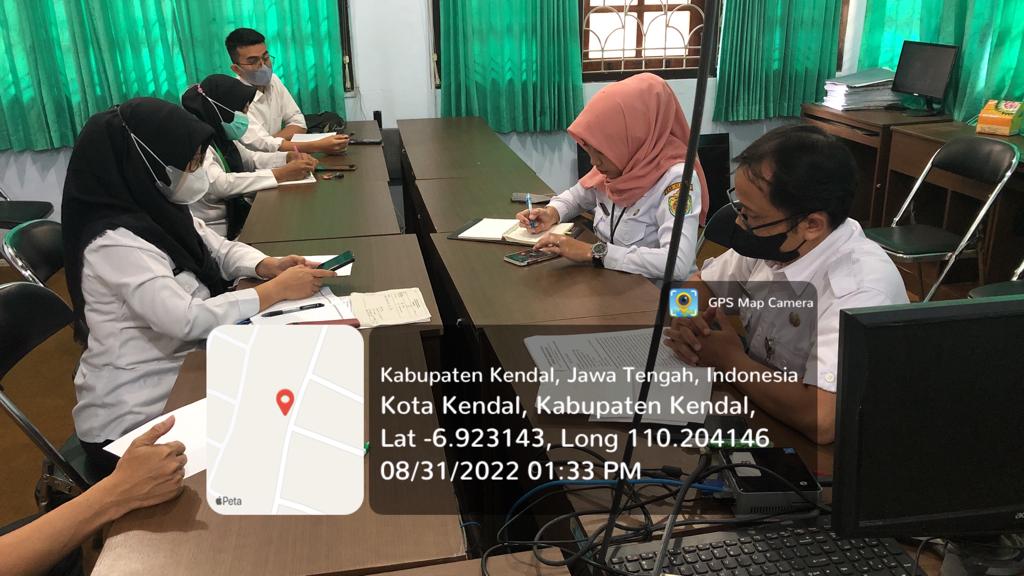 GPS Map Camera
Kabupaten Kendal, Jawa Tengah, Indonesia
Kota Kendal, Kabupaten Kendal,
Lat -6.923143, Long 110.204146
08/31/2022 01:33 PM
Peta